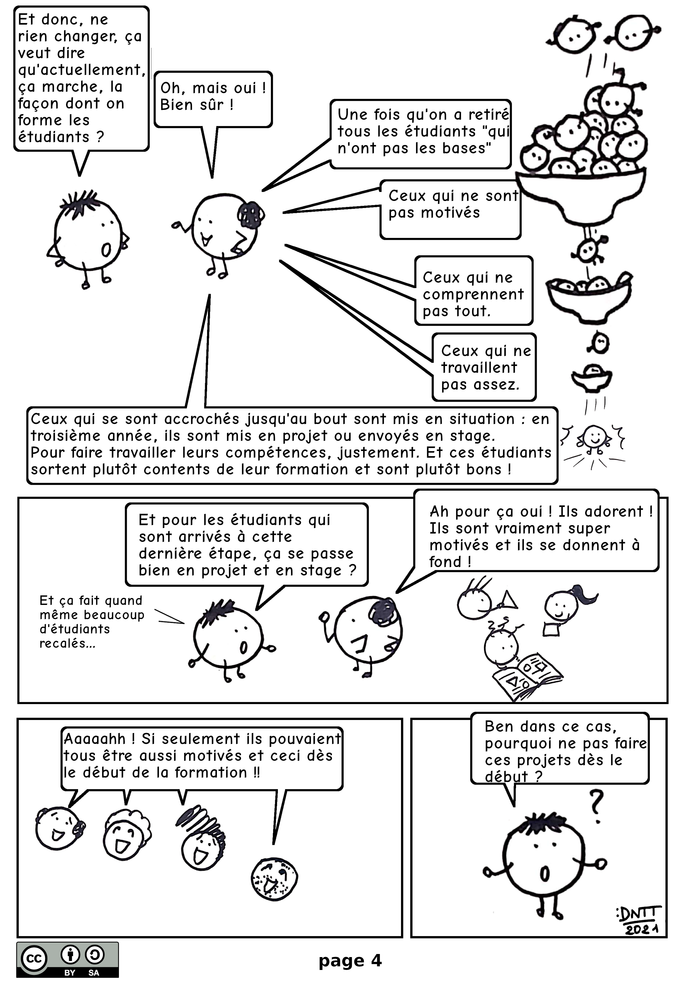 Et donc, ne
rien changer, ça
veut dire
qu'actuellement,
ça marche, la
façon dont on
forme les
étudiants ?
Oh, mais oui !
Bien sûr !
Une fois qu'on a retiré
tous les étudiants "qui
n'ont pas les bases"
Ceux qui ne sont
pas motivés
Ceux qui ne
comprennent
pas tout.
Ceux qui ne
travaillent
pas assez.
Ceux qui se sont accrochés jusqu'au bout sont mis en situation : en
troisième année, ils sont mis en projet ou envoyés en stage.
Pour faire travailler leurs compétences, justement. Et ces étudiants
sortent plutôt contents de leur formation et sont plutôt bons !
Et pour les étudiants qui
sont arrivés à cette
dernière étape, ça se passe
bien en projet et en stage ?
Ah pour ça oui ! Ils adorent !
Ils sont vraiment super
motivés et ils se donnent à
fond !
Et ça fait quand
même beaucoup
d'étudiants
recalés...
Aaaaahh ! Si seulement ils pouvaient
tous être aussi motivés et ceci dès
le début de la formation !!
Ben dans ce cas,
pourquoi ne pas faire
ces projets dès le
début ?
?
:DNTT
2021
cc BY SA
page 4